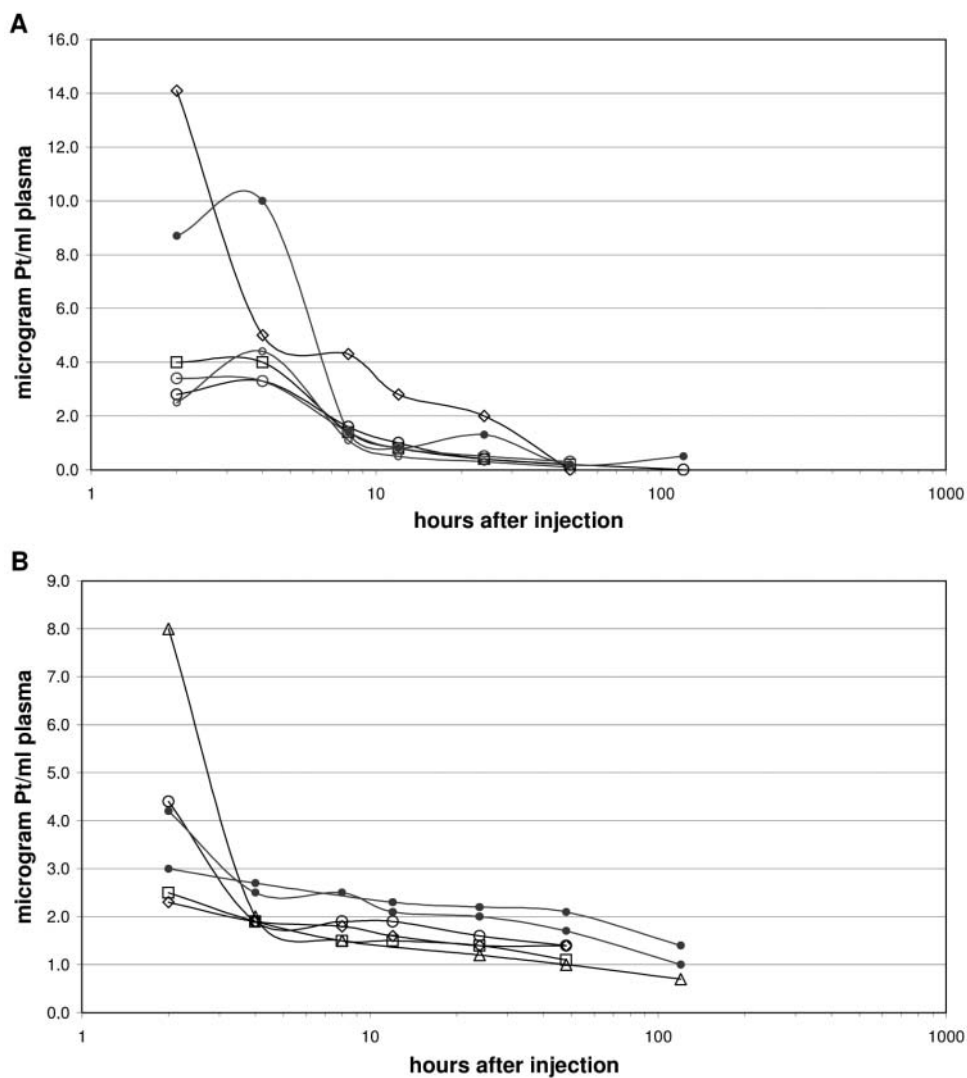 A
16.0
14.0
12.0
10.0
8.0
6.0
4.0
2.0
0.0
microgram Pt/ml plasma
1 10 100 1000
hours after injection
B
9.0
8.0
7.0
6.0
5.0
4.0
3.0
2.0
1.0
0.0
microgram Pt/ml plasma
1 10 100 1000
hours after injection